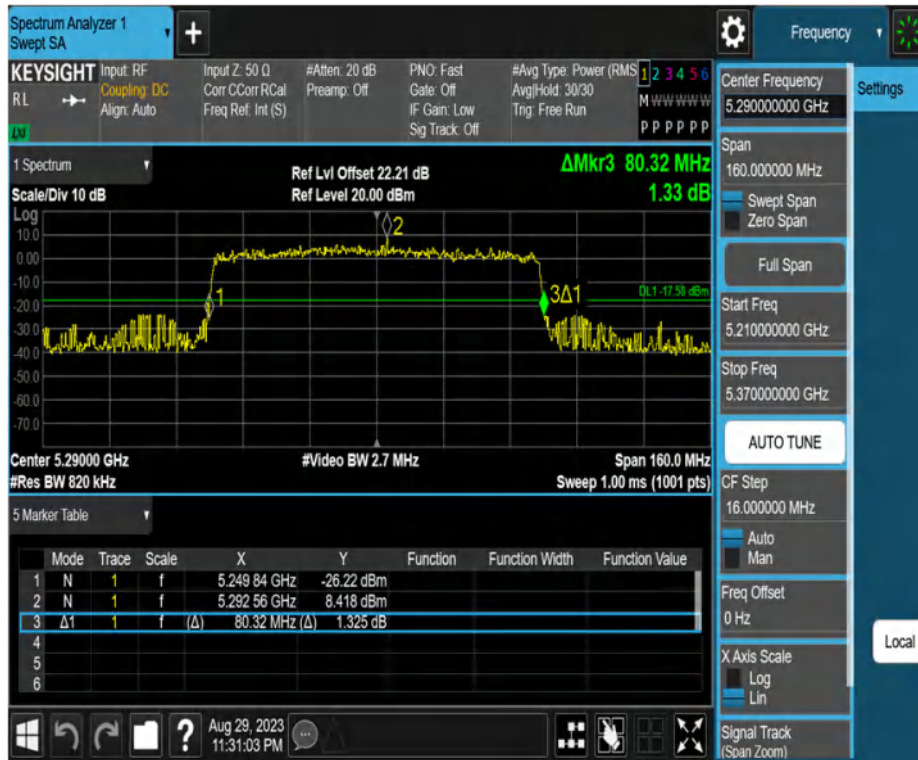 Spectrum Analyzer 1
Swept SA
Frequency
KEYSIGHT
RL
LXI
Input: RF
Coupling: DC
Align: Auto
Input Z: 50 Ω
Corr CCorr RCal
Freq Ref: Int (S)
#Atten: 20 dB
Preamp: Off
PNO: Fast
Gate: Off
IF Gain: Low
Sig Track: Off
#Avg Type: Power (RMS
Avg|Hold: 30/30
Trig: Free Run
1 2 3 4 5 6
M W W W W W
P P P P P P
1 Spectrum
Scale/Div 10 dB
Ref Lvl Offset 22.21 dB
Ref Level 20.00 dBm
ΔMkr3 80.32 MHz
1.33 dB
Log
10.0
0.00
-10.0
-20.0
-30.0
-40.0
-50.0
-60.0
-70.0
2
1
3Δ1
DL1 -17.58 dBm
Center 5.29000 GHz
#Video BW 2.7 MHz
Span 160.0 MHz
#Res BW 820 kHz
Sweep 1.00 ms (1001 pts)
5 Marker Table
Mode Trace Scale X Y Function Function Width Function Value
1 N 1 f 5.249 84 GHz -26.22 dBm
2 N 1 f 5.292 56 GHz 8.418 dBm
3 Δ1 1 f (Δ) 80.32 MHz (Δ) 1.325 dB
4
5
6
?
Aug 29, 2023
11:31:03 PM
Center Frequency
5.290000000 GHz
Span
160.000000 MHz
Swept Span
Zero Span
Full Span
Start Freq
5.210000000 GHz
Stop Freq
5.370000000 GHz
AUTO TUNE
CF Step
16.000000 MHz
Auto
Man
Freq Offset
0 Hz
X Axis Scale
Log
Lin
Signal Track
(Span Zoom)
Settings
Local